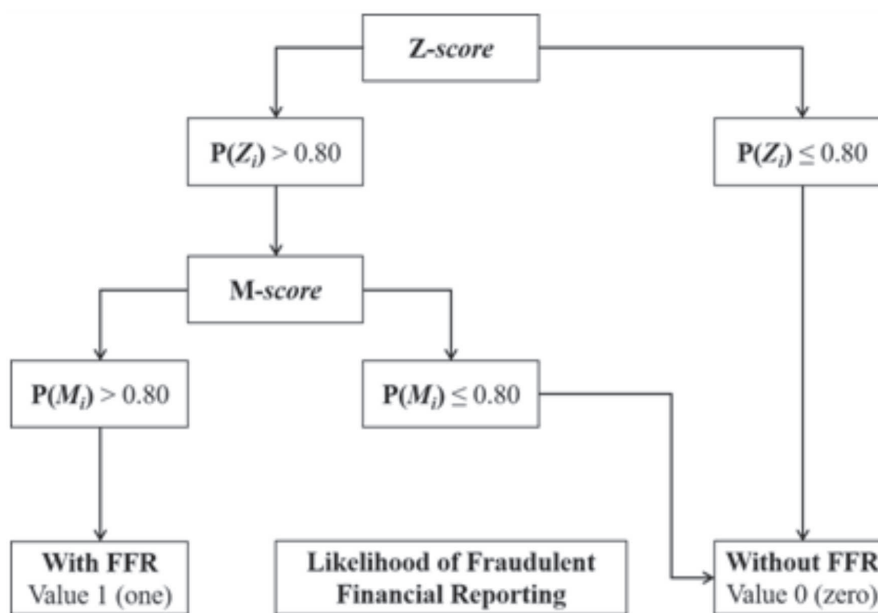 Z-score
P(Zi) > 0.80
P(Zi) ≤ 0.80
M-score
P(Mi) > 0.80
P(Mi) ≤ 0.80
With FFR
Value 1 (one)
Likelihood of Fraudulent
Financial Reporting
Without FFR
Value 0 (zero)